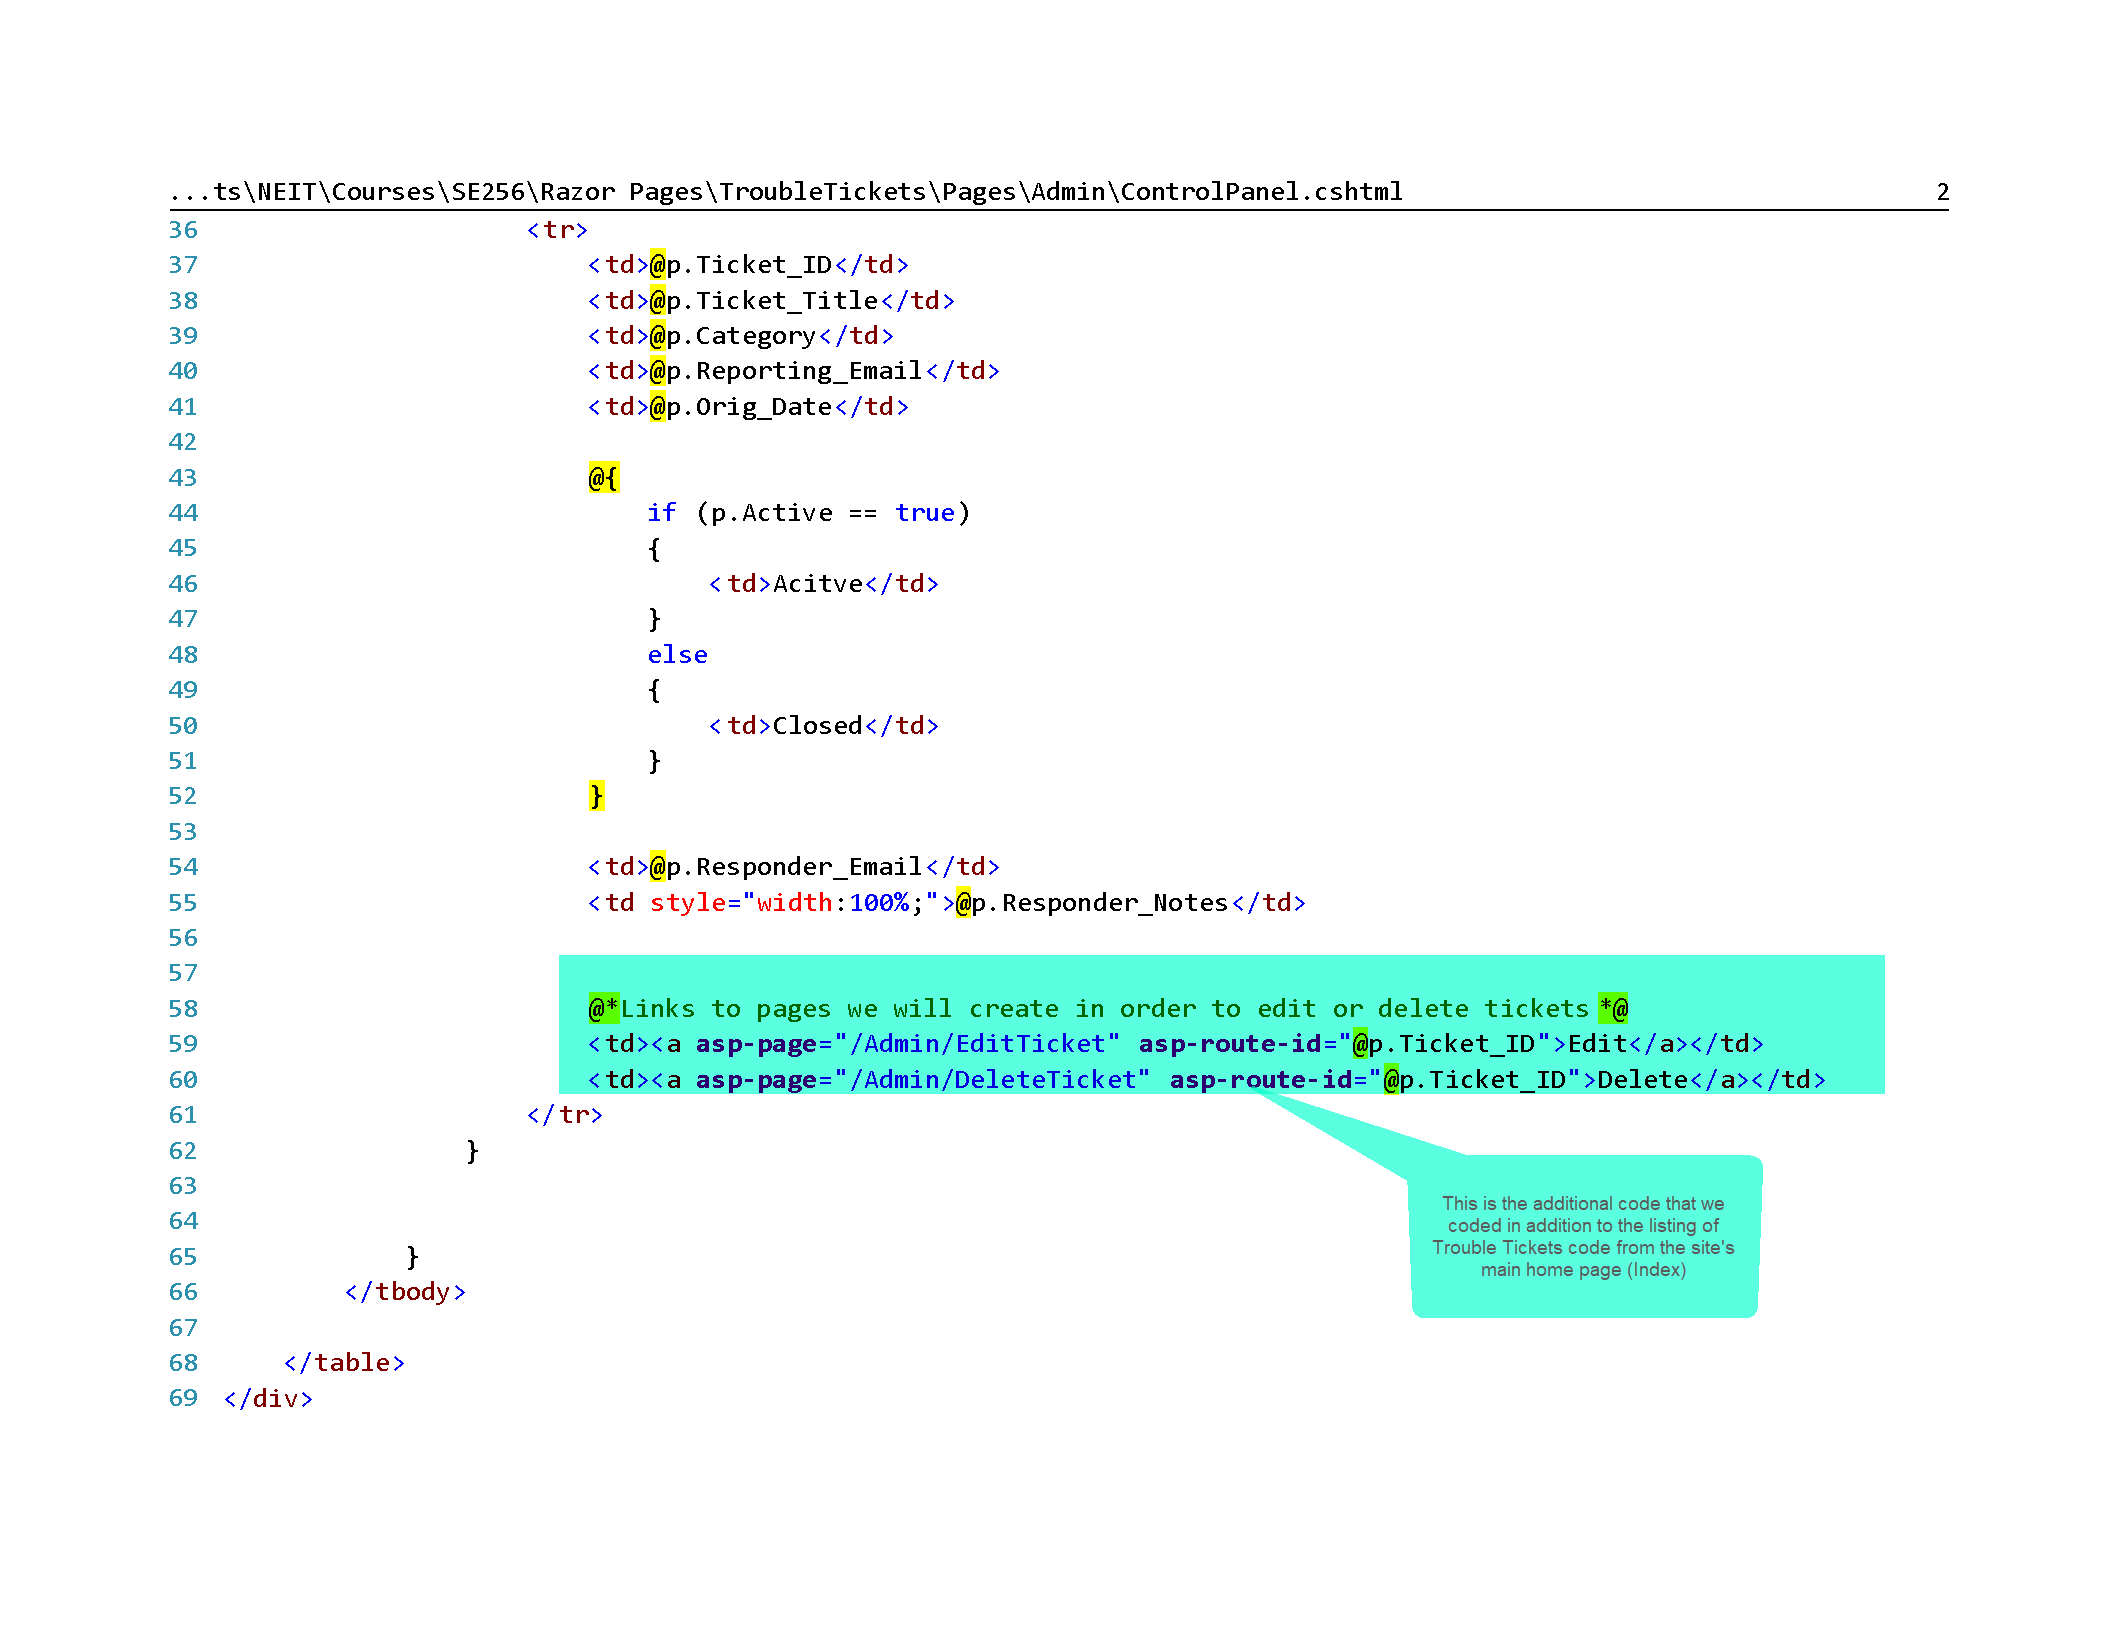 ...ts\NEIT\Courses\SE256\Razor Pages\TroubleTickets\Pages\Admin\ControlPanel.cshtml 2
36 <tr>
37 <td>@p.Ticket_ID</td>
38 <td>@p.Ticket_Title</td>
39 <td>@p.Category</td>
40 <td>@p.Reporting_Email</td>
41 <td>@p.Orig_Date</td>
42
43 @{
44 if (p.Active == true)
45 {
46 <td>Acitve</td>
47 }
48 else
49 {
50 <td>Closed</td>
51 }
52 }
53
54 <td>@p.Responder_Email</td>
55 <td style="width:100%;">@p.Responder_Notes</td>
56
57
58 @*Links to pages we will create in order to edit or delete tickets *@
59 <td><a asp-page="/Admin/EditTicket" asp-route-id="@p.Ticket_ID">Edit</a></td>
60 <td><a asp-page="/Admin/DeleteTicket" asp-route-id="@p.Ticket_ID">Delete</a></td>
61 </tr>
62 }
63
64
65 }
66 </tbody>
67
68 </table>
69 </div>
This is the additional code that we
coded in addition to the listing of
Trouble Tickets code from the site's
main home page (Index)